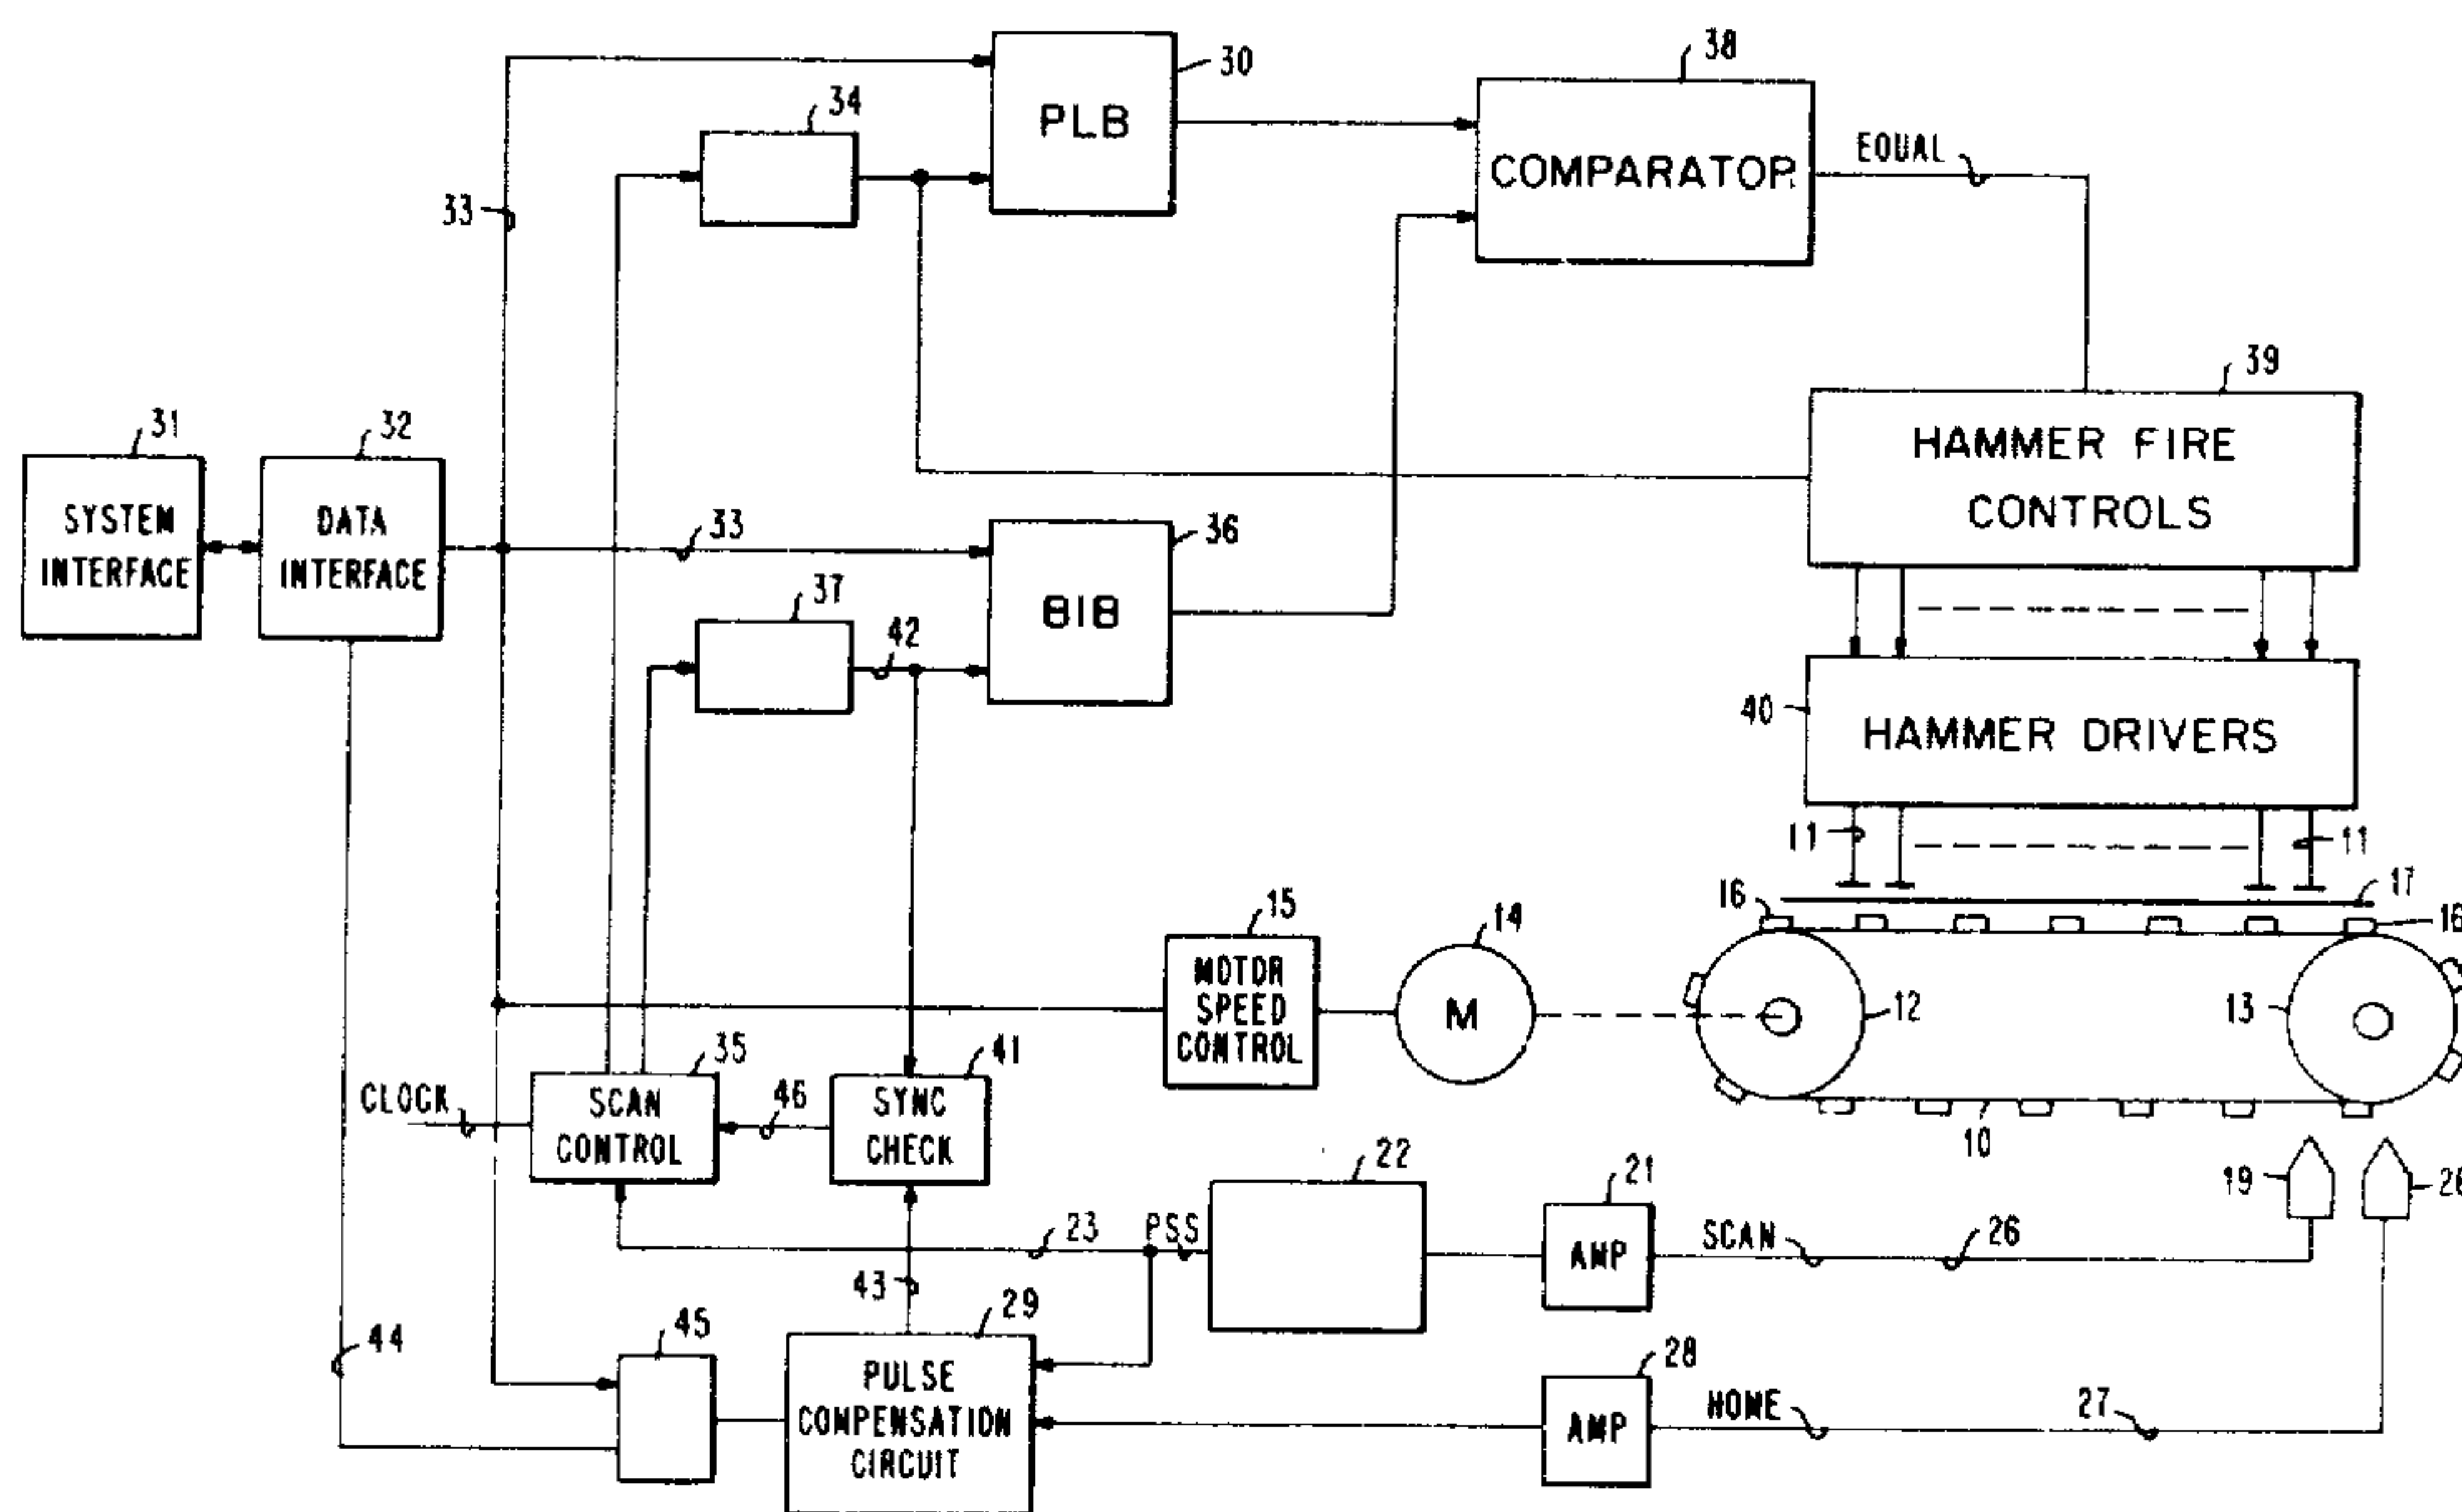 38
30
34
PLB
COMPARATOR
EQUAL
33
39
HAMMER FIRE
CONTROLS
31
32
SYSTEM
INTERFACE
DATA
INTERFACE
33
36
BIB
37
42
40
HAMMER DRIVERS
11
11
17
16
16
15
MOTOR
SPEED
CONTROL
14
M
12
13
10
35
41
CLOCK
SCAN
CONTROL
46
SYNC
CHECK
22
21
19
23
PSS
AMP
SCAN
26
43
29
45
44
PULSE
COMPENSATION
CIRCUIT
28
AMP
HOME
27